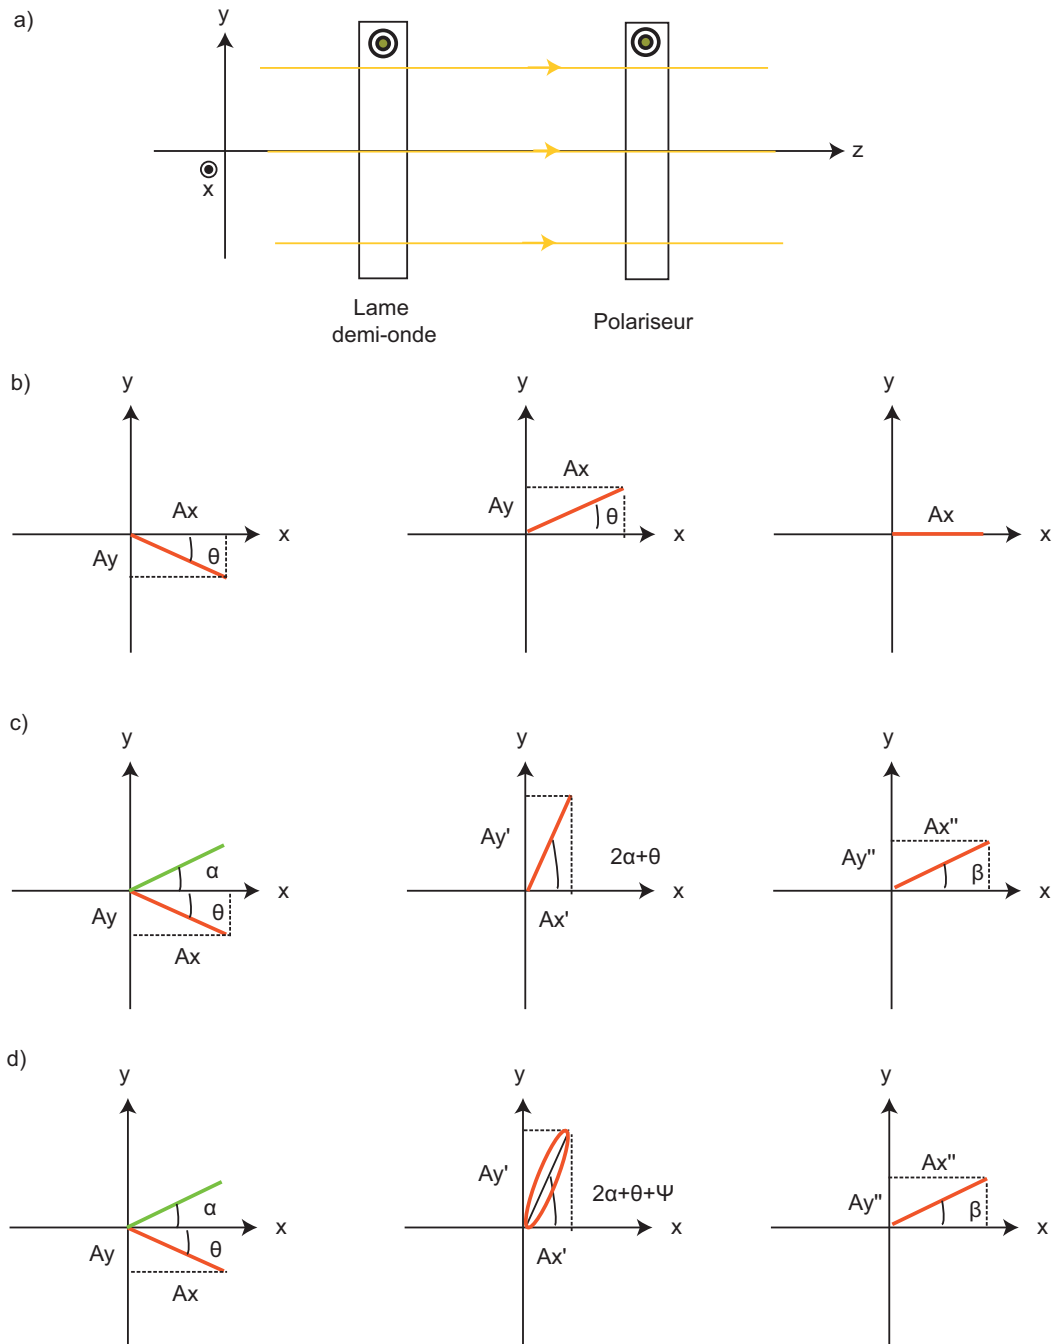 a)
y
x
z
Lame
demi-onde
Polariseur
b)
y
Ax
x
Ay
θ
y
Ax
Ay
θ
x
y
Ax
x
c)
y
α
x
θ
Ay
Ax
y
Ay'
2α+θ
x
Ax'
y
Ax"
Ay"
β
x
d)
y
α
x
θ
Ay
Ax
y
Ay'
2α+θ+Ψ
x
Ax'
y
Ax"
Ay"
β
x